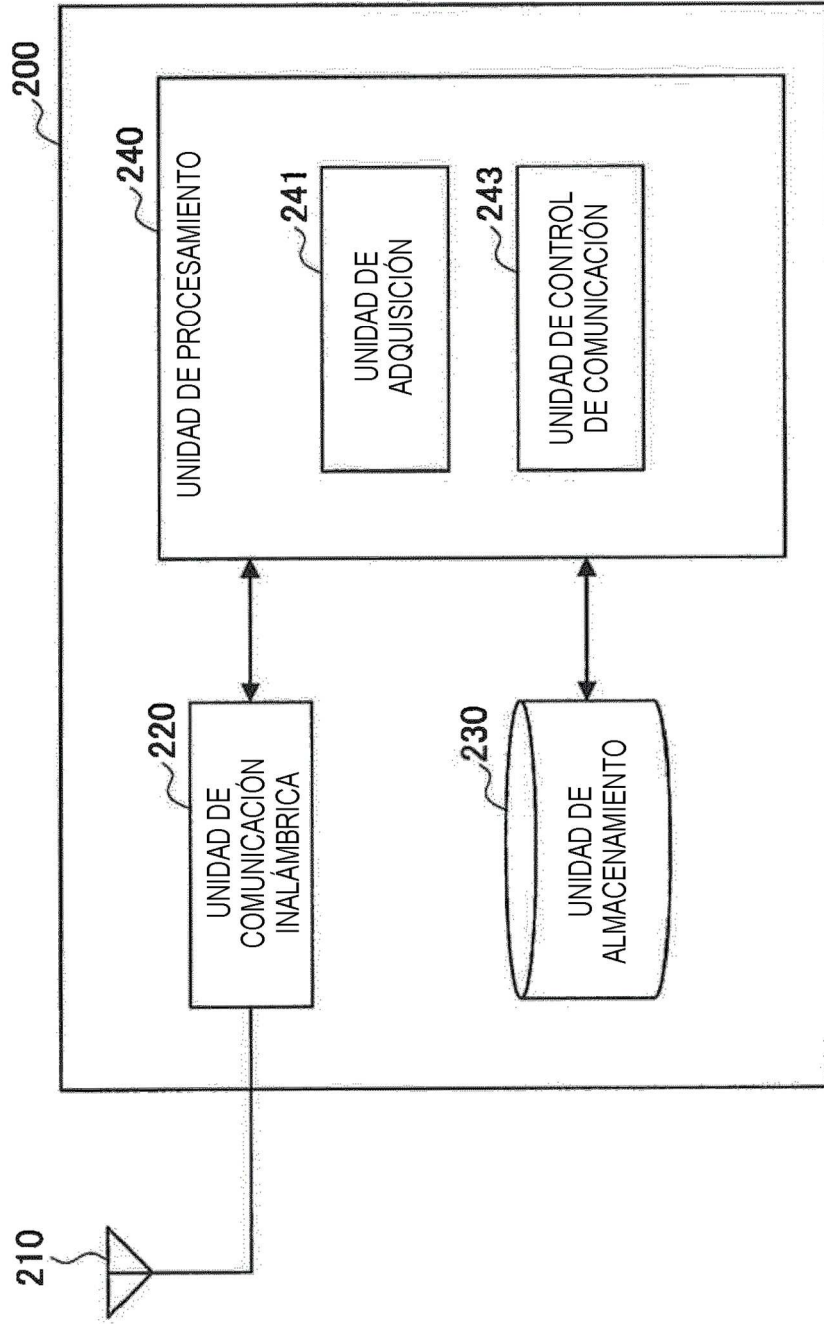 200
210
220
UNIDAD DE
COMUNICACIÓN
INALÁMBRICA
230
UNIDAD DE
ALMACENAMIENTO
240
UNIDAD DE PROCESAMIENTO
241
UNIDAD DE
ADQUISICIÓN
243
UNIDAD DE CONTROL
DE COMUNICACIÓN